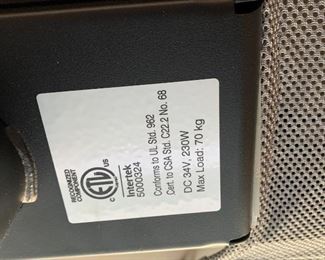 RECOGNIZED
COMPONENT
ETL
C US
Intertek
5000324
Conforms to UL Std. 962
Cert. to CSA Std. C22.2 No. 68
DC 34V, 230W
Max Load: 70 kg